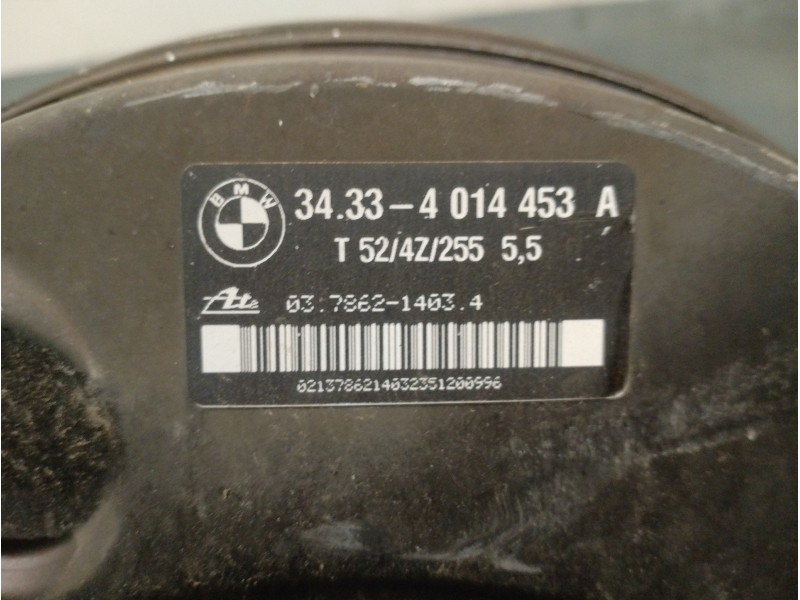 BMW
34.33-4 014 453 A
T 52/4Z/255 5,5
Ate 03.7862-1403.4
0213786214032351200996